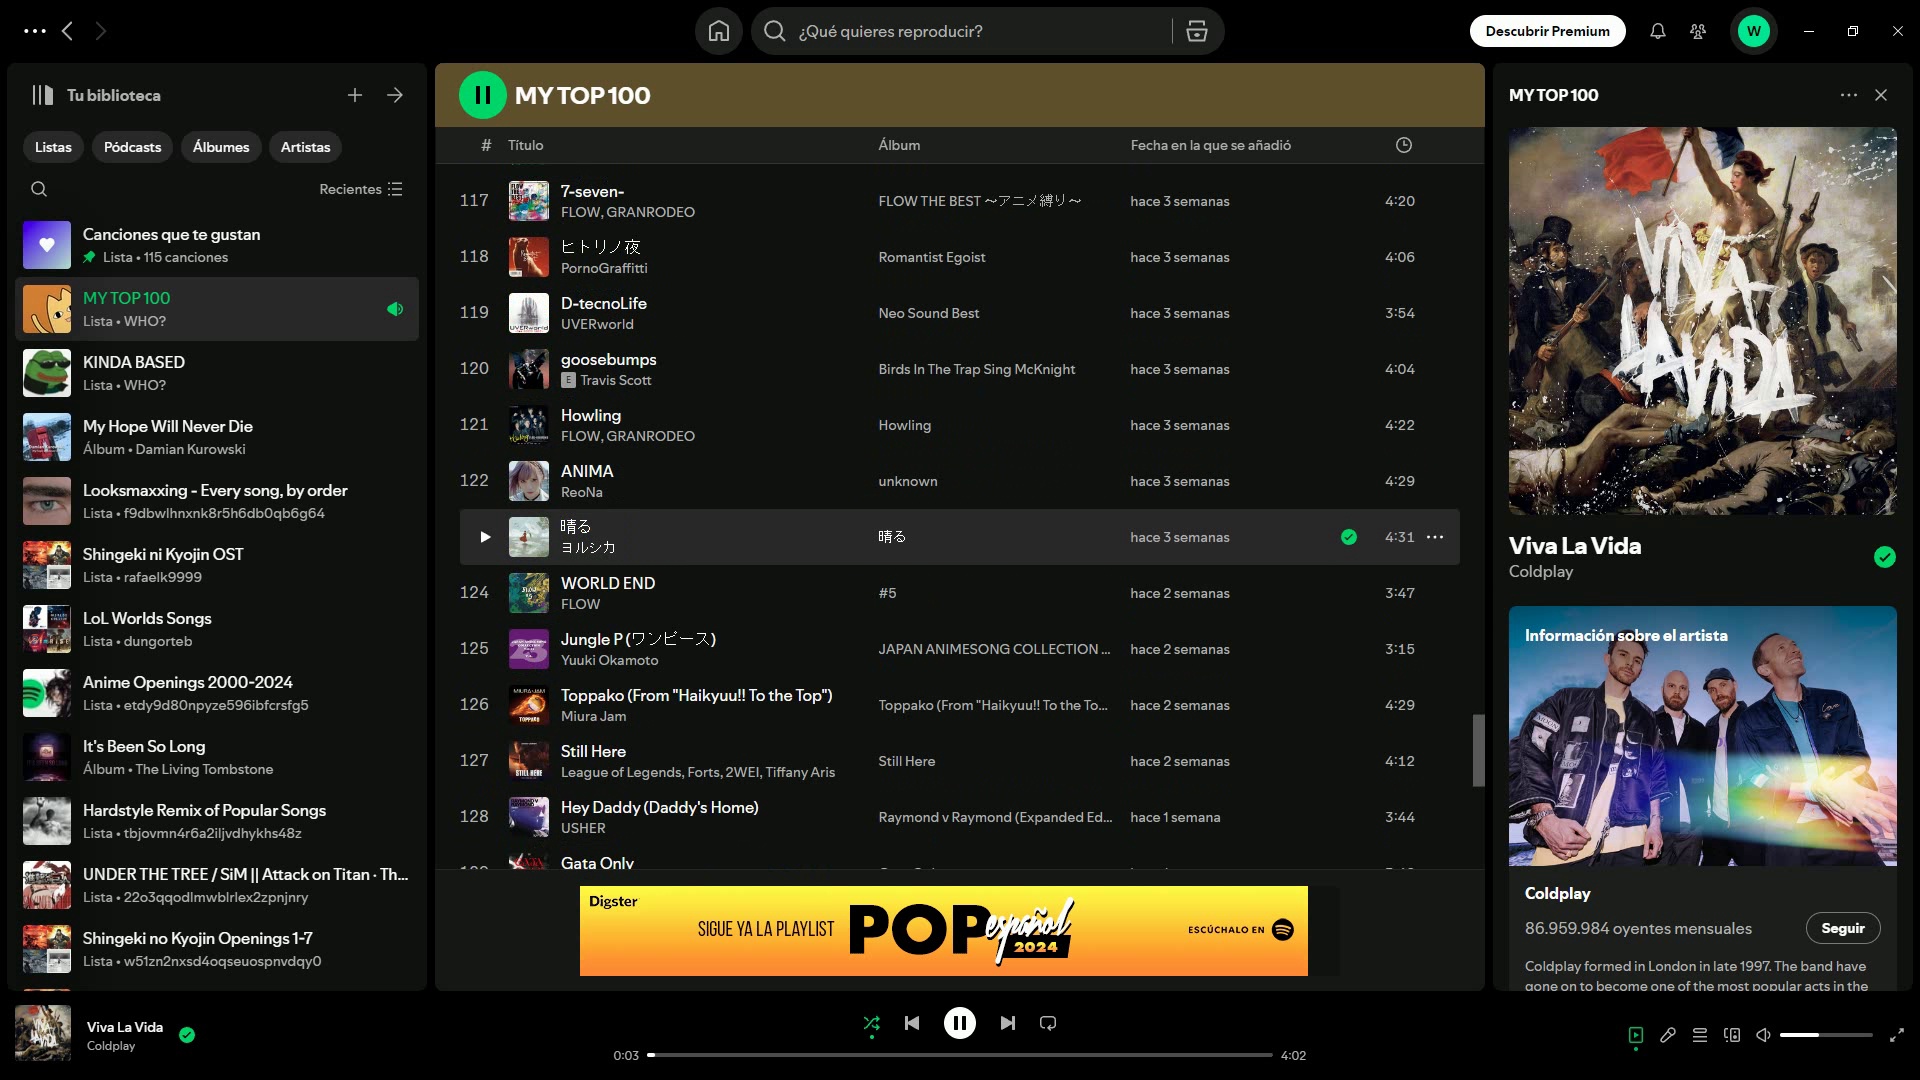 ¿Qué quieres reproducir?
Descubrir Premium
W
Tu biblioteca
Listas
Pódcasts
Álbumes
Artistas
Recientes
Canciones que te gustan
Lista • 115 canciones
MY TOP 100
Lista • WHO?
KINDA BASED
Lista • WHO?
My Hope Will Never Die
Álbum • Damian Kurowski
Looksmaxxing - Every song, by order
Lista • f9dbwlhnxnk8r5h6db0qb6g64
Shingeki ni Kyojin OST
Lista • rafaelk9999
LoL Worlds Songs
Lista • dungorteb
Anime Openings 2000-2024
Lista • etdy9d80npyze596ibfcrsfg5
It's Been So Long
Álbum • The Living Tombstone
Hardstyle Remix of Popular Songs
Lista • tbjovmn4r6a2iljvdhykhs48z
UNDER THE TREE / SiM || Attack on Titan · Th...
Lista • 22o3qqodlmwblrlex2zpnjnry
Shingeki no Kyojin Openings 1-7
Lista • w51zn2nxsd4oqseuospnvdqy0
MY TOP 100
# Título Álbum Fecha en la que se añadió
117 7-seven- FLOW THE BEST ～アニメ縛り～ hace 3 semanas 4:20
FLOW, GRANRODEO
118 ヒトリノ夜 Romantist Egoist hace 3 semanas 4:06
PornoGraffitti
119 D-tecnoLife Neo Sound Best hace 3 semanas 3:54
UVERworld
120 goosebumps Birds In The Trap Sing McKnight hace 3 semanas 4:04
E Travis Scott
121 Howling Howling hace 3 semanas 4:22
FLOW, GRANRODEO
122 ANIMA unknown hace 3 semanas 4:29
ReoNa
晴る 晴る hace 3 semanas 4:31
ヨルシカ
124 WORLD END #5 hace 2 semanas 3:47
FLOW
125 Jungle P (ワンピース) JAPAN ANIMESONG COLLECTION ... hace 2 semanas 3:15
Yuuki Okamoto
126 Toppako (From "Haikyuu!! To the Top") Toppako (From "Haikyuu!! To the To... hace 2 semanas 4:29
Miura Jam
127 Still Here Still Here hace 2 semanas 4:12
League of Legends, Forts, 2WEI, Tiffany Aris
128 Hey Daddy (Daddy's Home) Raymond v Raymond (Expanded Ed... hace 1 semana 3:44
USHER
Gata Only
Digster
SIGUE YA LA PLAYLIST POP español 2024 ESCÚCHALO EN
MY TOP 100
VIVA LA VIDA
Viva La Vida
Coldplay
Información sobre el artista
Coldplay
86.959.984 oyentes mensuales Seguir
Coldplay formed in London in late 1997. The band have
gone on to become one of the most popular acts in the
Viva La Vida
Coldplay
0:03 4:02